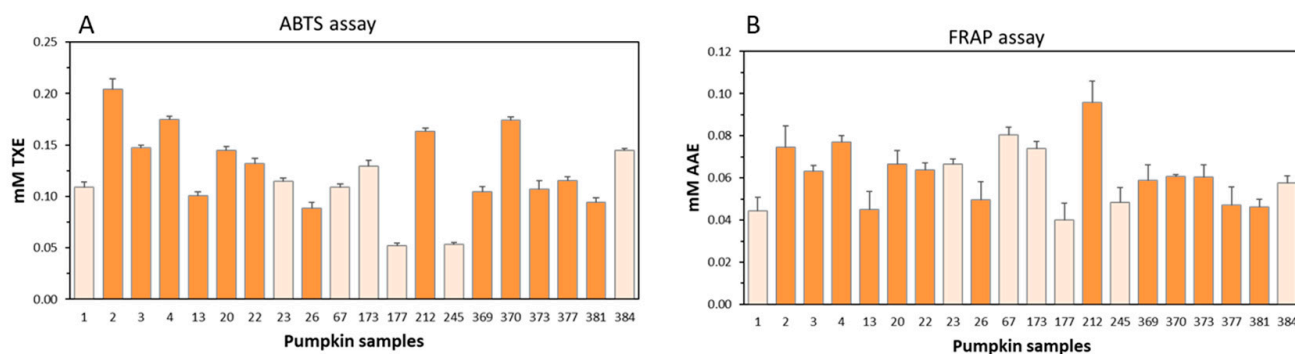 A
ABTS assay
0.25
0.20
0.15
0.10
0.05
0.00
mM TXE
1 2 3 4 13 20 22 23 26 67 173 177 212 245 369 370 373 377 381 384
Pumpkin samples
B
FRAP assay
0.12
0.10
0.08
0.06
0.04
0.02
0.00
mM AAE
1 2 3 4 13 20 22 23 26 67 173 177 212 245 369 370 373 377 381 384
Pumpkin samples